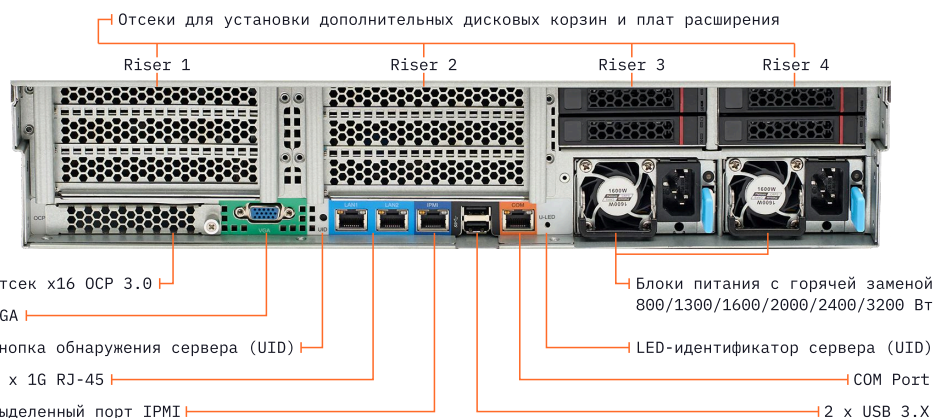 Отсеки для установки дополнительных дисковых корзин и плат расширения
Riser 1
Riser 2
Riser 3
Riser 4
1600W
1600W
1600W
1600W
OCP
VGA
UID
LAN1
LAN2
IPMI
COM
U-LED
тсек x16 OCP 3.0
GA
нопка обнаружения сервера (UID)
x 1G RJ-45
ыделенный порт IPMI
Блоки питания с горячей заменой
800/1300/1600/2000/2400/3200 Вт
LED-идентификатор сервера (UID)
COM Port
2 x USB 3.X